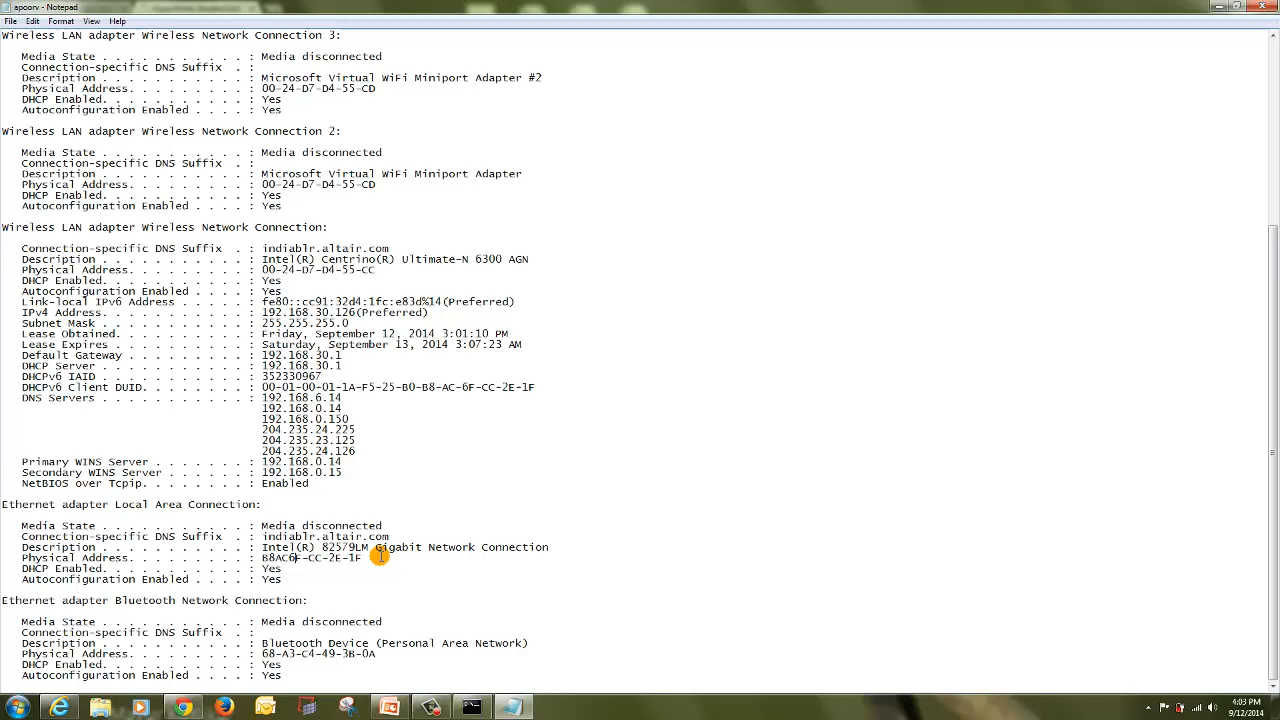 apoorv - Notepad
File Edit Format View Help
Wireless LAN adapter Wireless Network Connection 3:
Media State . . . . . . . . . . . : Media disconnected
Connection-specific DNS Suffix  . :
Description . . . . . . . . . . . : Microsoft Virtual WiFi Miniport Adapter #2
Physical Address. . . . . . . . . : 00-24-D7-D4-55-CD
DHCP Enabled. . . . . . . . . . . : Yes
Autoconfiguration Enabled . . . . : Yes
Wireless LAN adapter Wireless Network Connection 2:
Media State . . . . . . . . . . . : Media disconnected
Connection-specific DNS Suffix  . :
Description . . . . . . . . . . . : Microsoft Virtual WiFi Miniport Adapter
Physical Address. . . . . . . . . : 00-24-D7-D4-55-CD
DHCP Enabled. . . . . . . . . . . : Yes
Autoconfiguration Enabled . . . . : Yes
Wireless LAN adapter Wireless Network Connection:
Connection-specific DNS Suffix  . : indiablr.altair.com
Description . . . . . . . . . . . : Intel(R) Centrino(R) Ultimate-N 6300 AGN
Physical Address. . . . . . . . . : 00-24-D7-D4-55-CC
DHCP Enabled. . . . . . . . . . . : Yes
Autoconfiguration Enabled . . . . : Yes
Link-local IPv6 Address . . . . . : fe80::cc91:32d4:1fc:e83d%14(Preferred)
IPv4 Address. . . . . . . . . . . : 192.168.30.126(Preferred)
Subnet Mask . . . . . . . . . . . : 255.255.255.0
Lease Obtained. . . . . . . . . . : Friday, September 12, 2014 3:01:10 PM
Lease Expires . . . . . . . . . . : Saturday, September 13, 2014 3:07:23 AM
Default Gateway . . . . . . . . . : 192.168.30.1
DHCP Server . . . . . . . . . . . : 192.168.30.1
DHCPv6 IAID . . . . . . . . . . . : 352330967
DHCPv6 Client DUID. . . . . . . . : 00-01-00-01-1A-F5-25-B0-B8-AC-6F-CC-2E-1F
DNS Servers . . . . . . . . . . . : 192.168.6.14
192.168.0.14
192.168.0.150
204.235.24.225
204.235.23.125
204.235.24.126
Primary WINS Server . . . . . . . : 192.168.0.14
Secondary WINS Server . . . . . . : 192.168.0.15
NetBIOS over Tcpip. . . . . . . . : Enabled
Ethernet adapter Local Area Connection:
Media State . . . . . . . . . . . : Media disconnected
Connection-specific DNS Suffix  . : indiablr.altair.com
Description . . . . . . . . . . . : Intel(R) 82579LM Gigabit Network Connection
Physical Address. . . . . . . . . : B8AC6F-CC-2E-1F
DHCP Enabled. . . . . . . . . . . : Yes
Autoconfiguration Enabled . . . . : Yes
Ethernet adapter Bluetooth Network Connection:
Media State . . . . . . . . . . . : Media disconnected
Connection-specific DNS Suffix  . :
Description . . . . . . . . . . . : Bluetooth Device (Personal Area Network)
Physical Address. . . . . . . . . : 68-A3-C4-49-3B-0A
DHCP Enabled. . . . . . . . . . . : Yes
Autoconfiguration Enabled . . . . : Yes
4:03 PM
9/12/2014